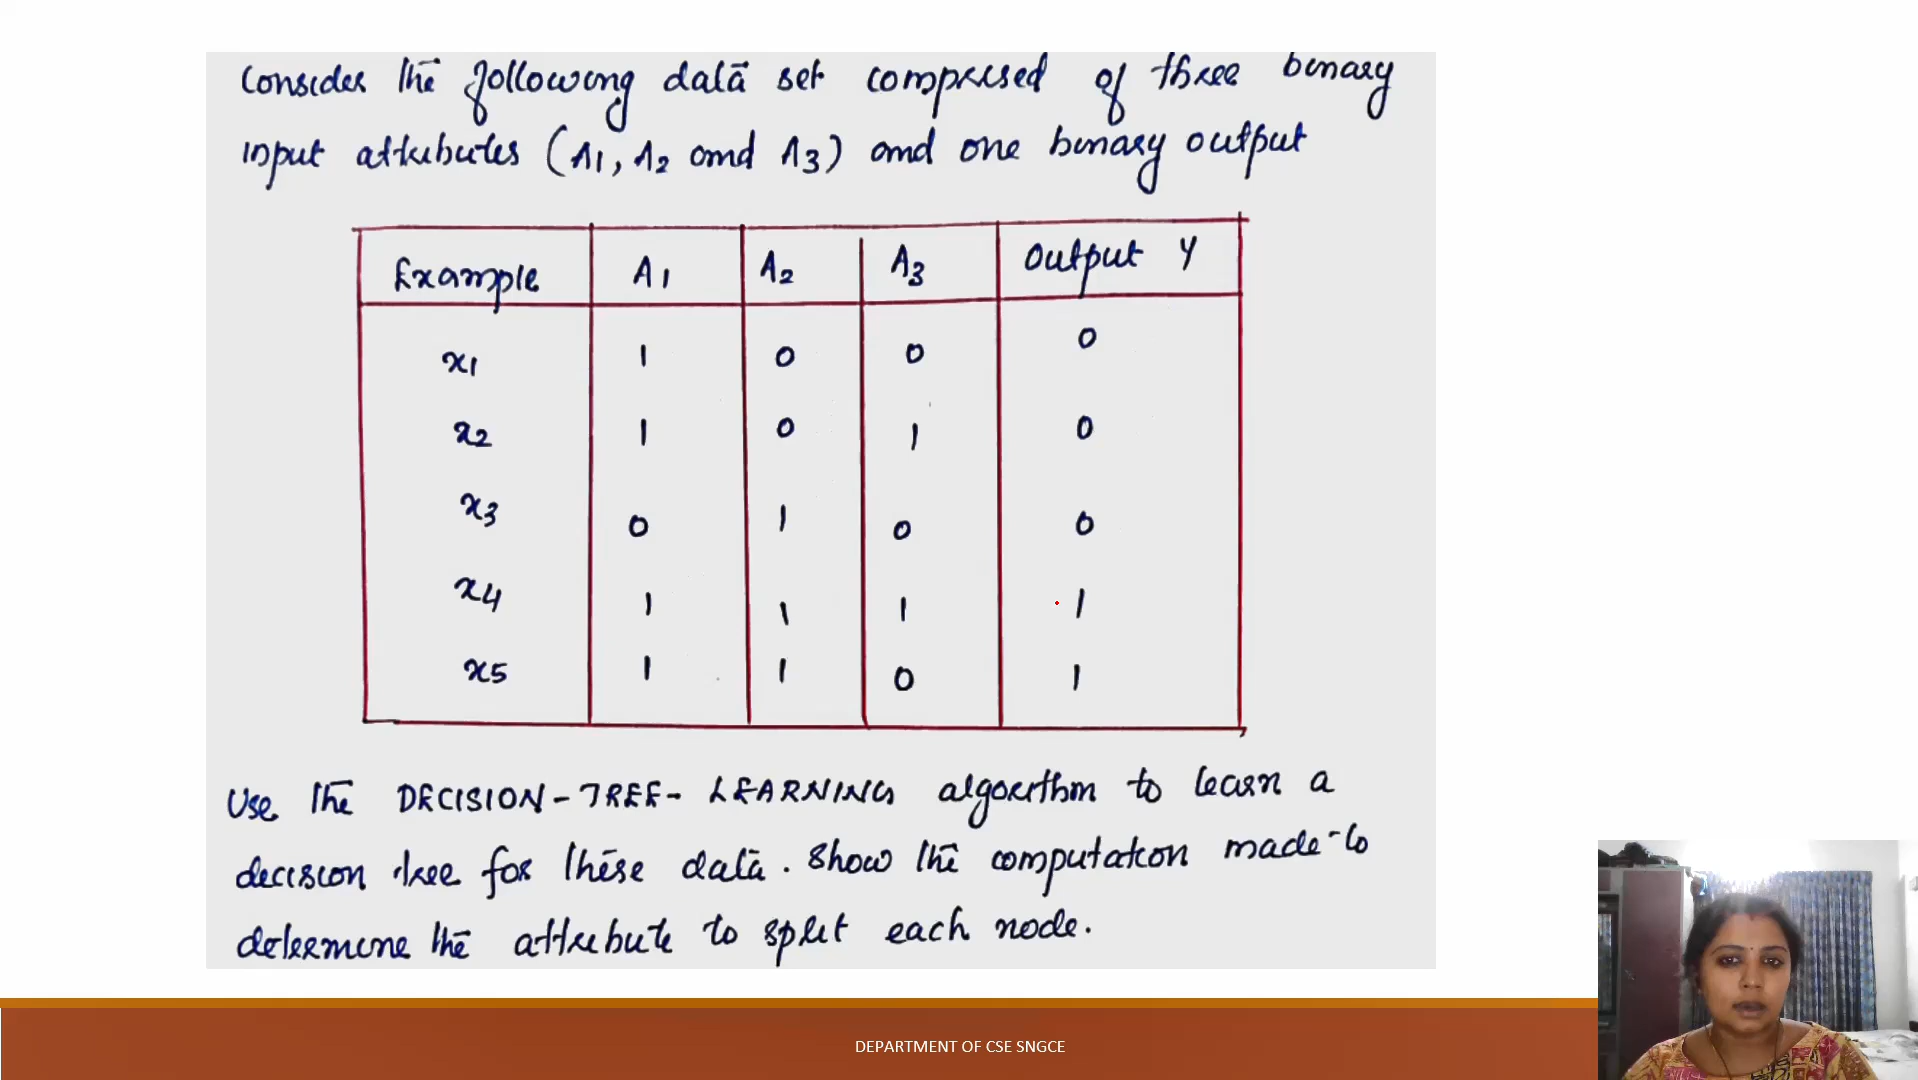 Consider the following data set comprised of three binary
input attributes (A1, A2 and A3) and one binary output
Example A1 A2 A3 Output Y
x1 1 0 0 0
x2 1 0 1 0
x3 0 1 0 0
x4 1 1 1 1
x5 1 1 0 1
Use the DECISION-TREE-LEARNING algorithm to learn a
decision tree for these data. Show the computation made to
determine the attribute to split each node.
DEPARTMENT OF CSE SNGCE